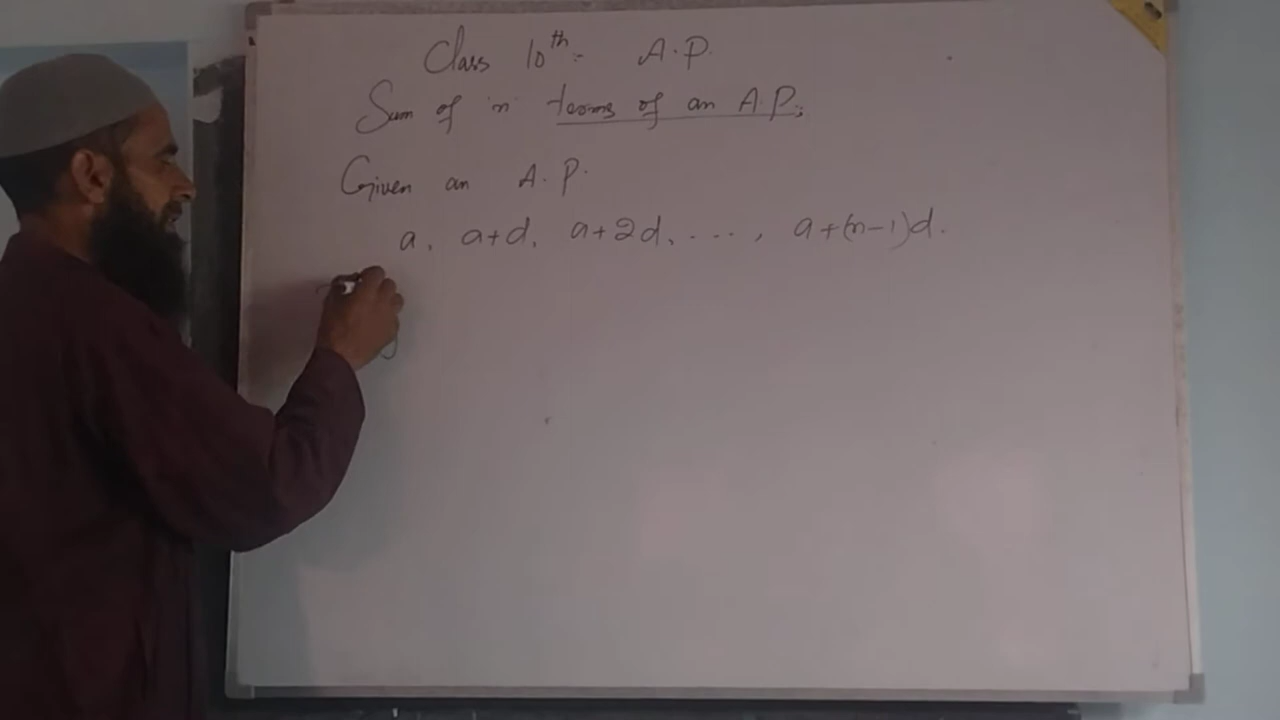 Class 10th:- A.P.
Sum of 'n' terms of an A.P.;
Given an A.P.
a, a+d, a+2d, ..., a+(n-1)d.